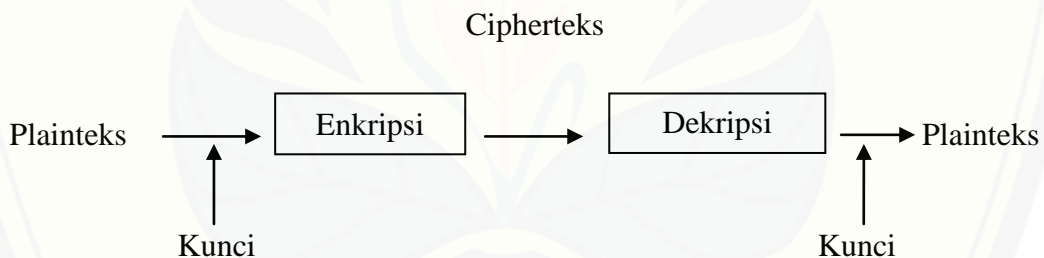 Cipherteks
Plainteks
Enkripsi
Dekripsi
Plainteks
Kunci
Kunci